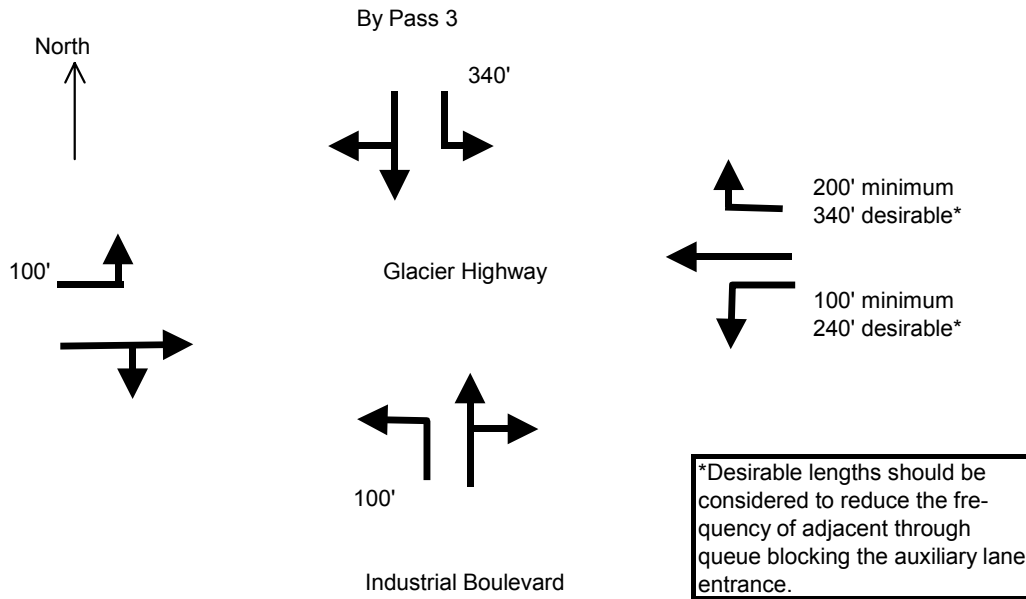 By Pass 3
North
340'
200' minimum
340' desirable*
100'
Glacier Highway
100' minimum
240' desirable*
100'
*Desirable lengths should be
considered to reduce the fre-
quency of adjacent through
queue blocking the auxiliary lane
entrance.
Industrial Boulevard